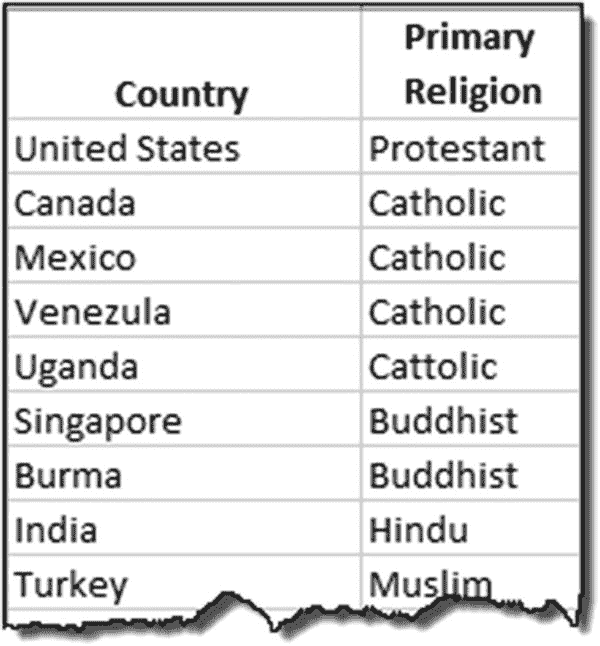 Country Primary Religion
United States Protestant
Canada Catholic
Mexico Catholic
Venezula Catholic
Uganda Cattolic
Singapore Buddhist
Burma Buddhist
India Hindu
Turkey Muslim